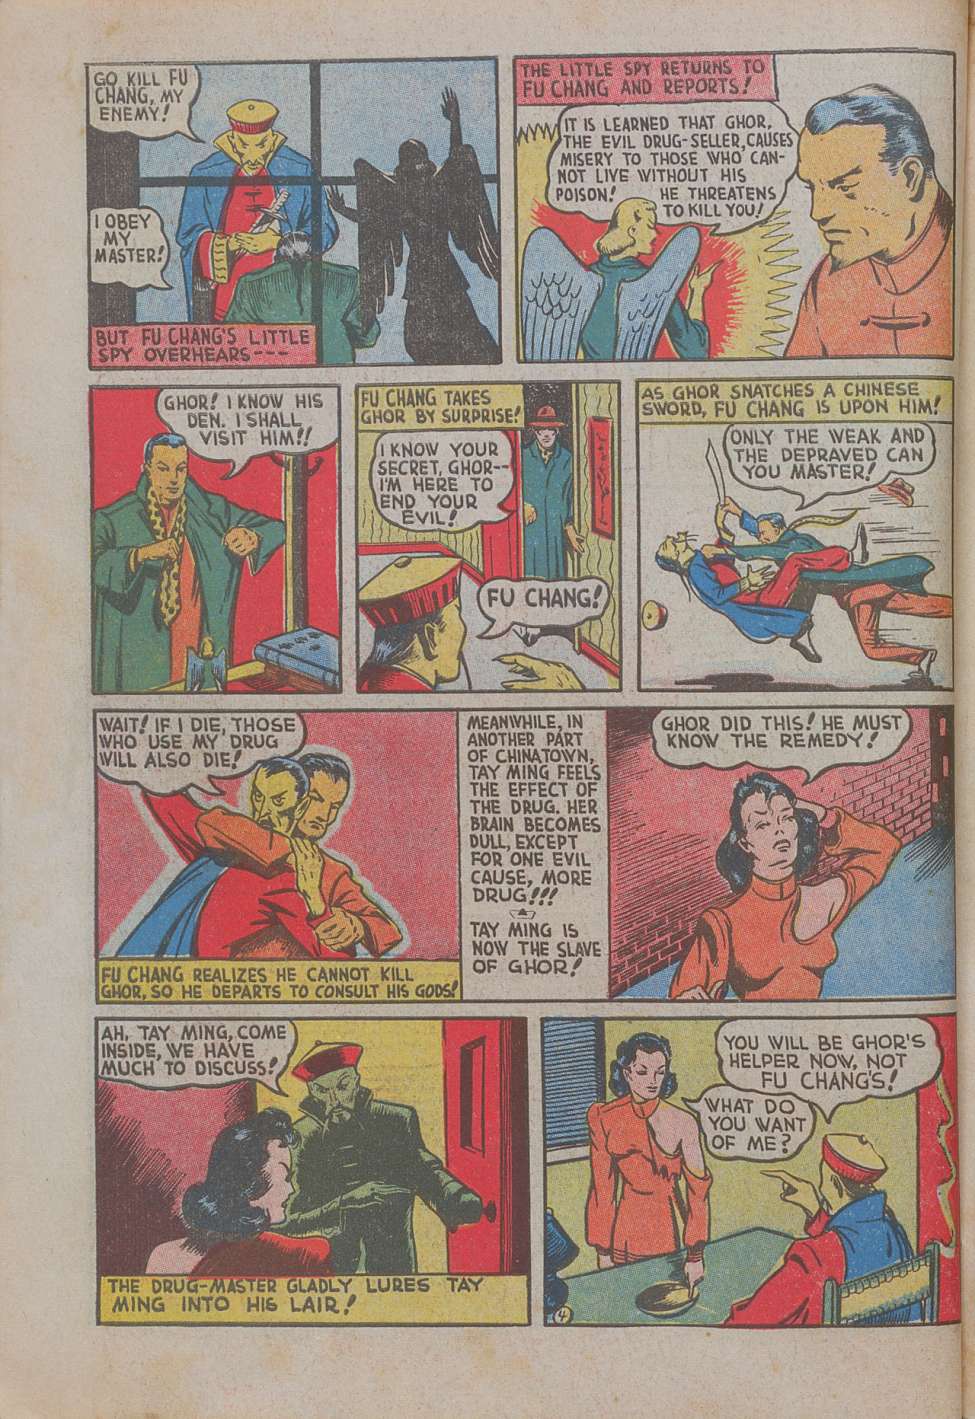 GO KILL FU
CHANG, MY
ENEMY!
I OBEY
MY
MASTER!
BUT FU CHANG'S LITTLE
SPY OVERHEARS---
THE LITTLE SPY RETURNS TO
FU CHANG AND REPORTS!
IT IS LEARNED THAT GHOR,
THE EVIL DRUG-SELLER, CAUSES
MISERY TO THOSE WHO CAN-
NOT LIVE WITHOUT HIS
POISON! HE THREATENS
TO KILL YOU!
GHOR! I KNOW HIS
DEN. I SHALL
VISIT HIM!!
FU CHANG TAKES
GHOR BY SURPRISE!
I KNOW YOUR
SECRET, GHOR--
I'M HERE TO
END YOUR
EVIL!
FU CHANG!
AS GHOR SNATCHES A CHINESE
SWORD, FU CHANG IS UPON HIM!
ONLY THE WEAK AND
THE DEPRAVED CAN
YOU MASTER!
WAIT! IF I DIE, THOSE
WHO USE MY DRUG
WILL ALSO DIE!
FU CHANG REALIZES HE CANNOT KILL
GHOR, SO HE DEPARTS TO CONSULT HIS GODS!
MEANWHILE, IN
ANOTHER PART
OF CHINATOWN,
TAY MING FEELS
THE EFFECT OF
THE DRUG. HER
BRAIN BECOMES
DULL, EXCEPT
FOR ONE EVIL
CAUSE, MORE
DRUG!!!
TAY MING IS
NOW THE SLAVE
OF GHOR!
GHOR DID THIS! HE MUST
KNOW THE REMEDY!
AH, TAY MING, COME
INSIDE, WE HAVE
MUCH TO DISCUSS!
THE DRUG-MASTER GLADLY LURES TAY
MING INTO HIS LAIR!
YOU WILL BE GHOR'S
HELPER NOW, NOT
FU CHANG'S!
WHAT DO
YOU WANT
OF ME?
4